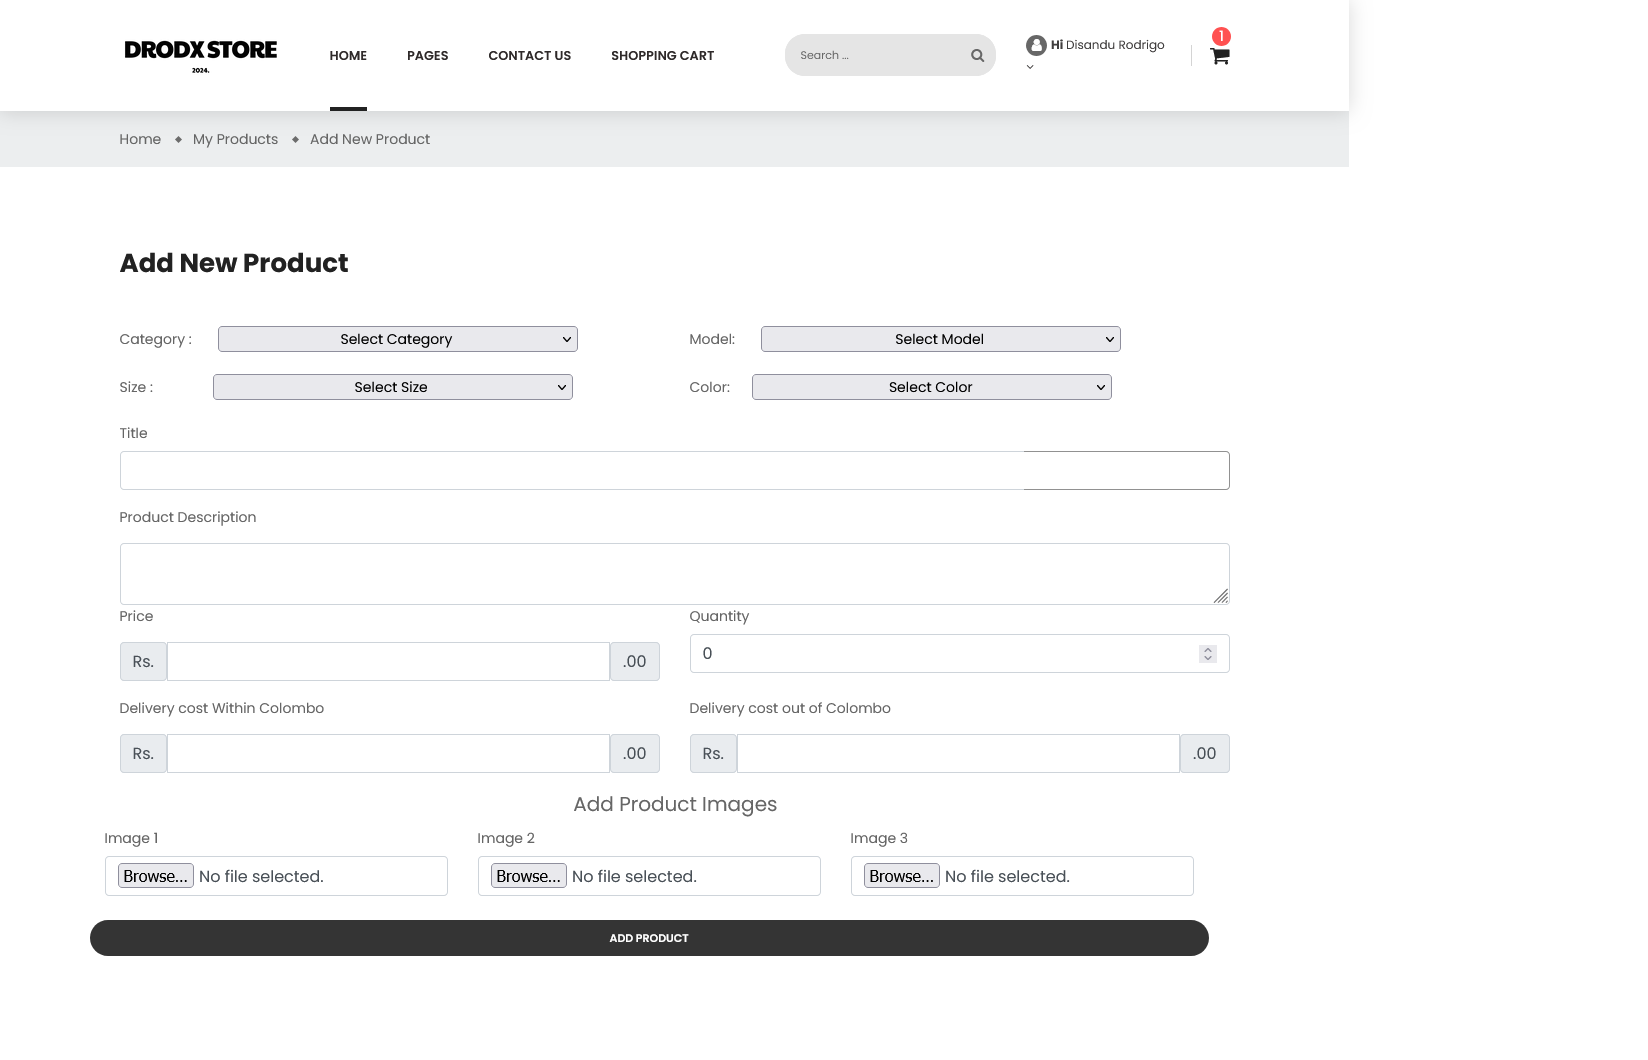 DRODX STORE
2024.
HOME PAGES CONTACT US SHOPPING CART
Search ...
Hi Disandu Rodrigo
1
Home ◆ My Products ◆ Add New Product
Add New Product
Category : Select Category Model: Select Model
Size : Select Size Color: Select Color
Title
Product Description
Price Quantity
Rs. .00 0
Delivery cost Within Colombo Delivery cost out of Colombo
Rs. .00 Rs. .00
Add Product Images
Image 1 Image 2 Image 3
Browse... No file selected. Browse... No file selected. Browse... No file selected.
ADD PRODUCT